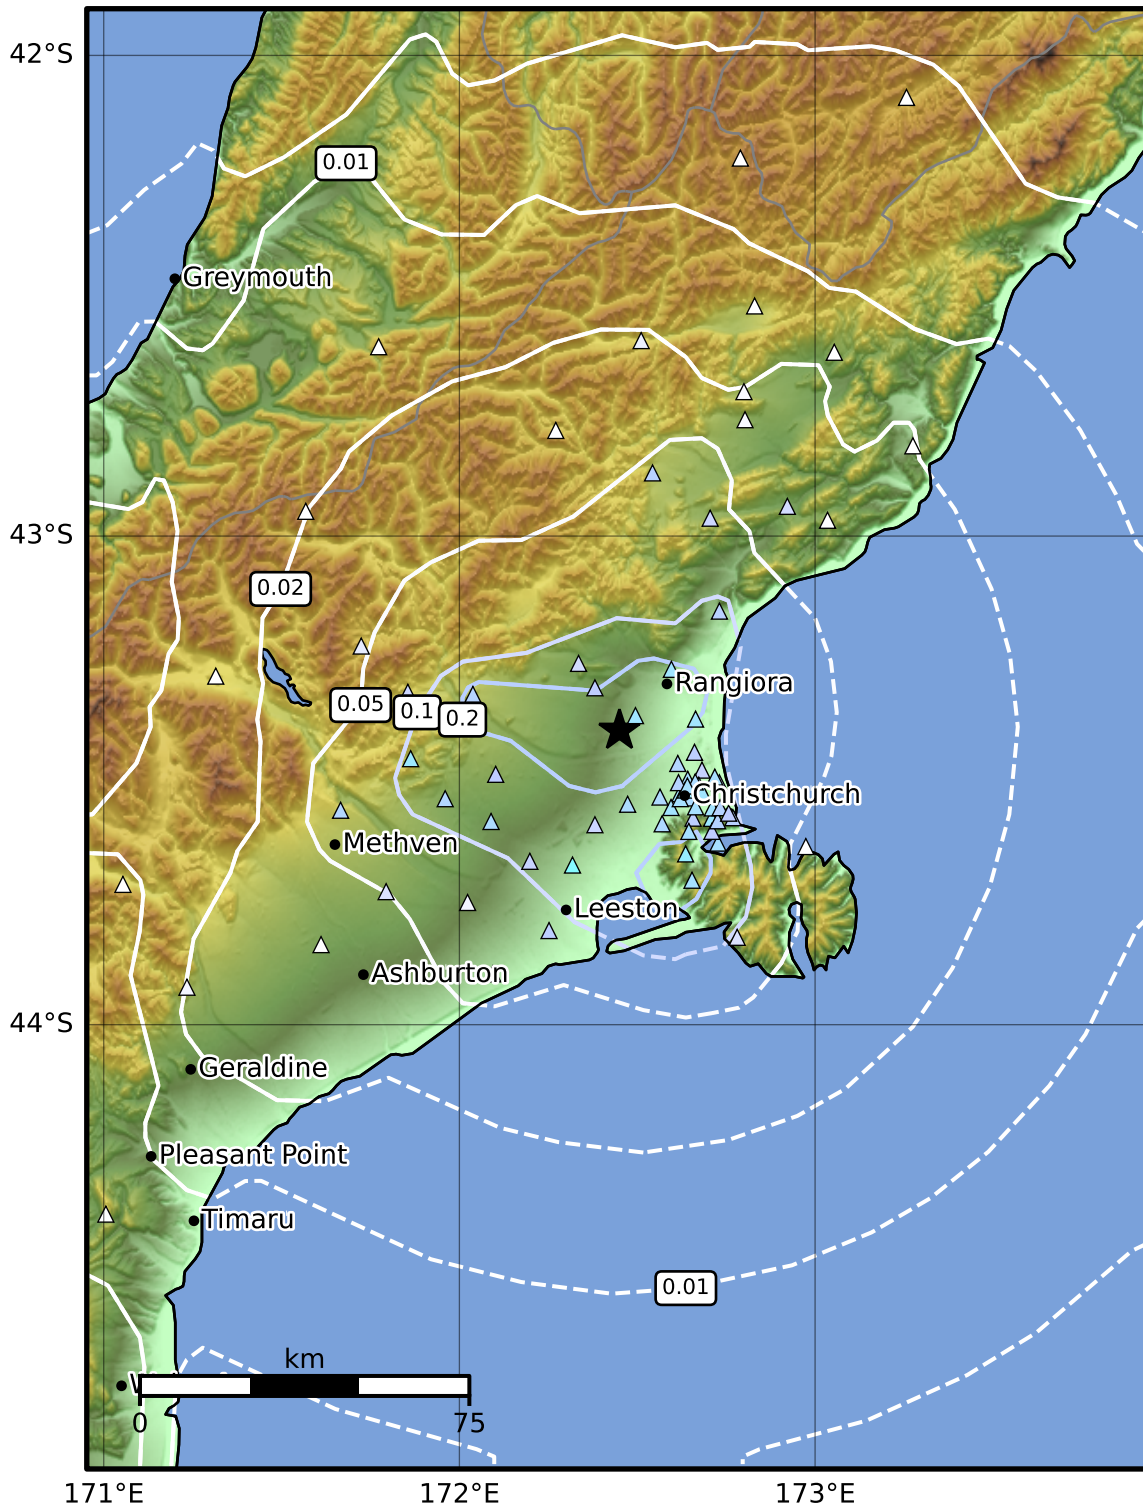 42°S
0.01
Greymouth
43°S
0.02
Rangiora
0.05
0.1
0.2
Christchurch
Methven
Leeston
Ashburton
44°S
Geraldine
Pleasant Point
Timaru
0.01
km
0
75
171°E
172°E
173°E